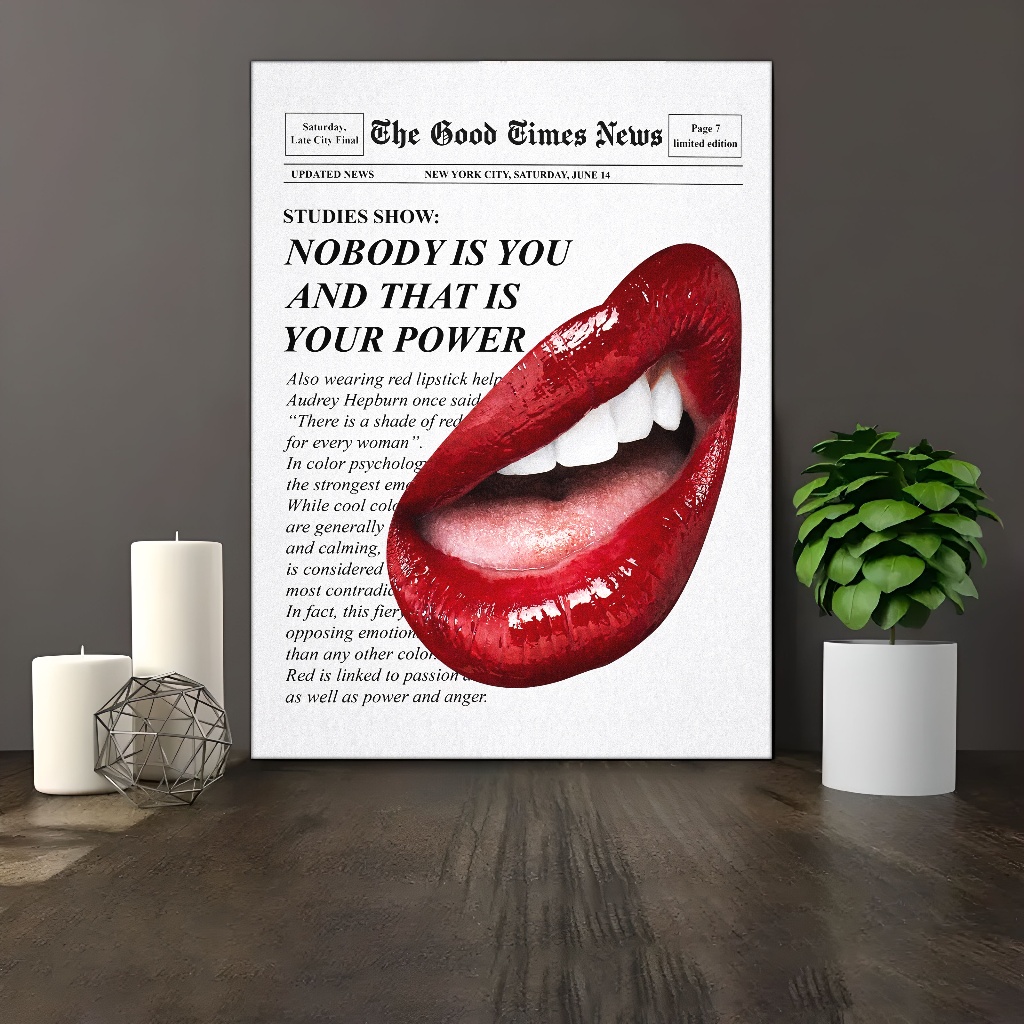 Saturday,
Late City Final
The Good Times News
Page 7
limited edition
UPDATED NEWS
NEW YORK CITY, SATURDAY, JUNE 14
STUDIES SHOW:
NOBODY IS YOU
AND THAT IS
YOUR POWER
Also wearing red lipstick help
Audrey Hepburn once said
“There is a shade of red
for every woman”.
In color psycholog
the strongest emo
While cool colo
are generally
and calming,
is considered
most contradic
In fact, this fiery
opposing emotion
than any other color.
Red is linked to passion
as well as power and anger.